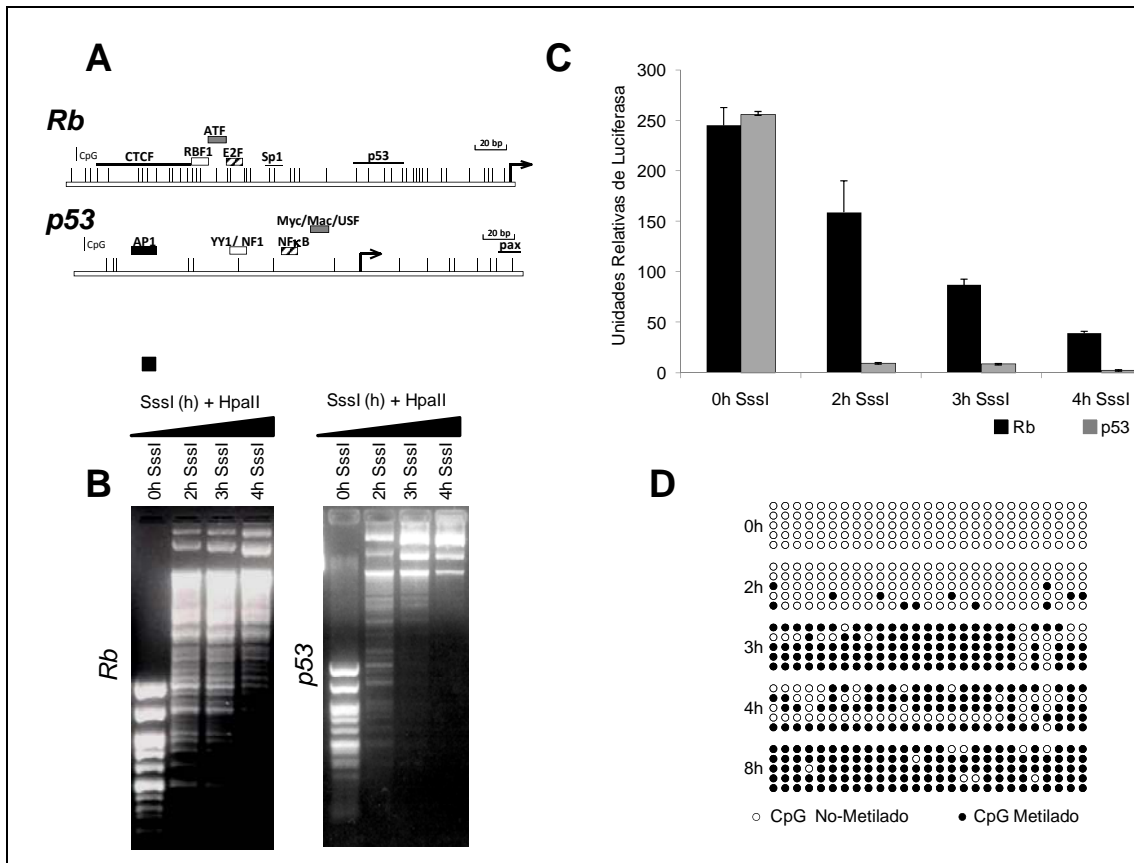 A
Rb
CpG
CTCF
RBF1
ATF
E2F
Sp1
p53
20 bp
p53
CpG
AP1
YY1/ NF1
NFκB
Myc/Mac/USF
20 bp
pax
B
SssI (h) + HpaII
0h SssI
2h SssI
3h SssI
4h SssI
Rb
SssI (h) + HpaII
0h SssI
2h SssI
3h SssI
4h SssI
p53
C
Unidades Relativas de Luciferasa
300
250
200
150
100
50
0
0h SssI
2h SssI
3h SssI
4h SssI
Rb
p53
D
0h
2h
3h
4h
8h
CpG No-Metilado
CpG Metilado